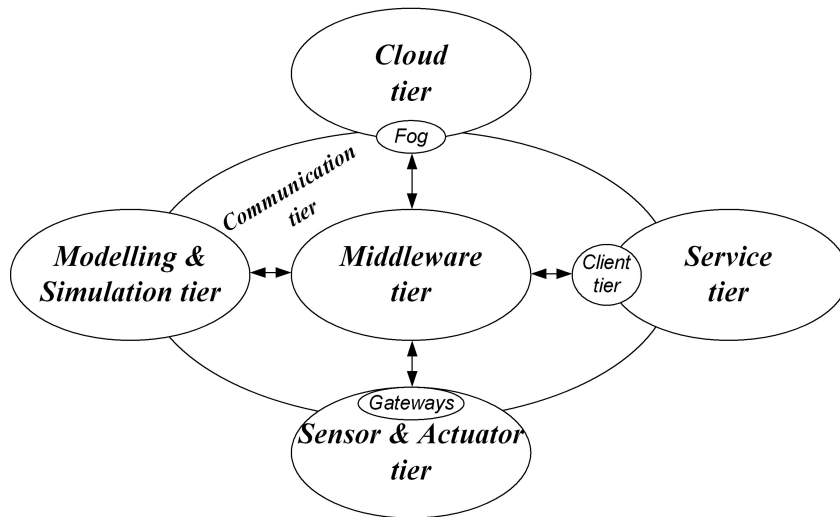 Cloud
tier
Fog
Communication
tier
Modelling &
Simulation tier
Middleware
tier
Client
tier
Service
tier
Gateways
Sensor & Actuator
tier